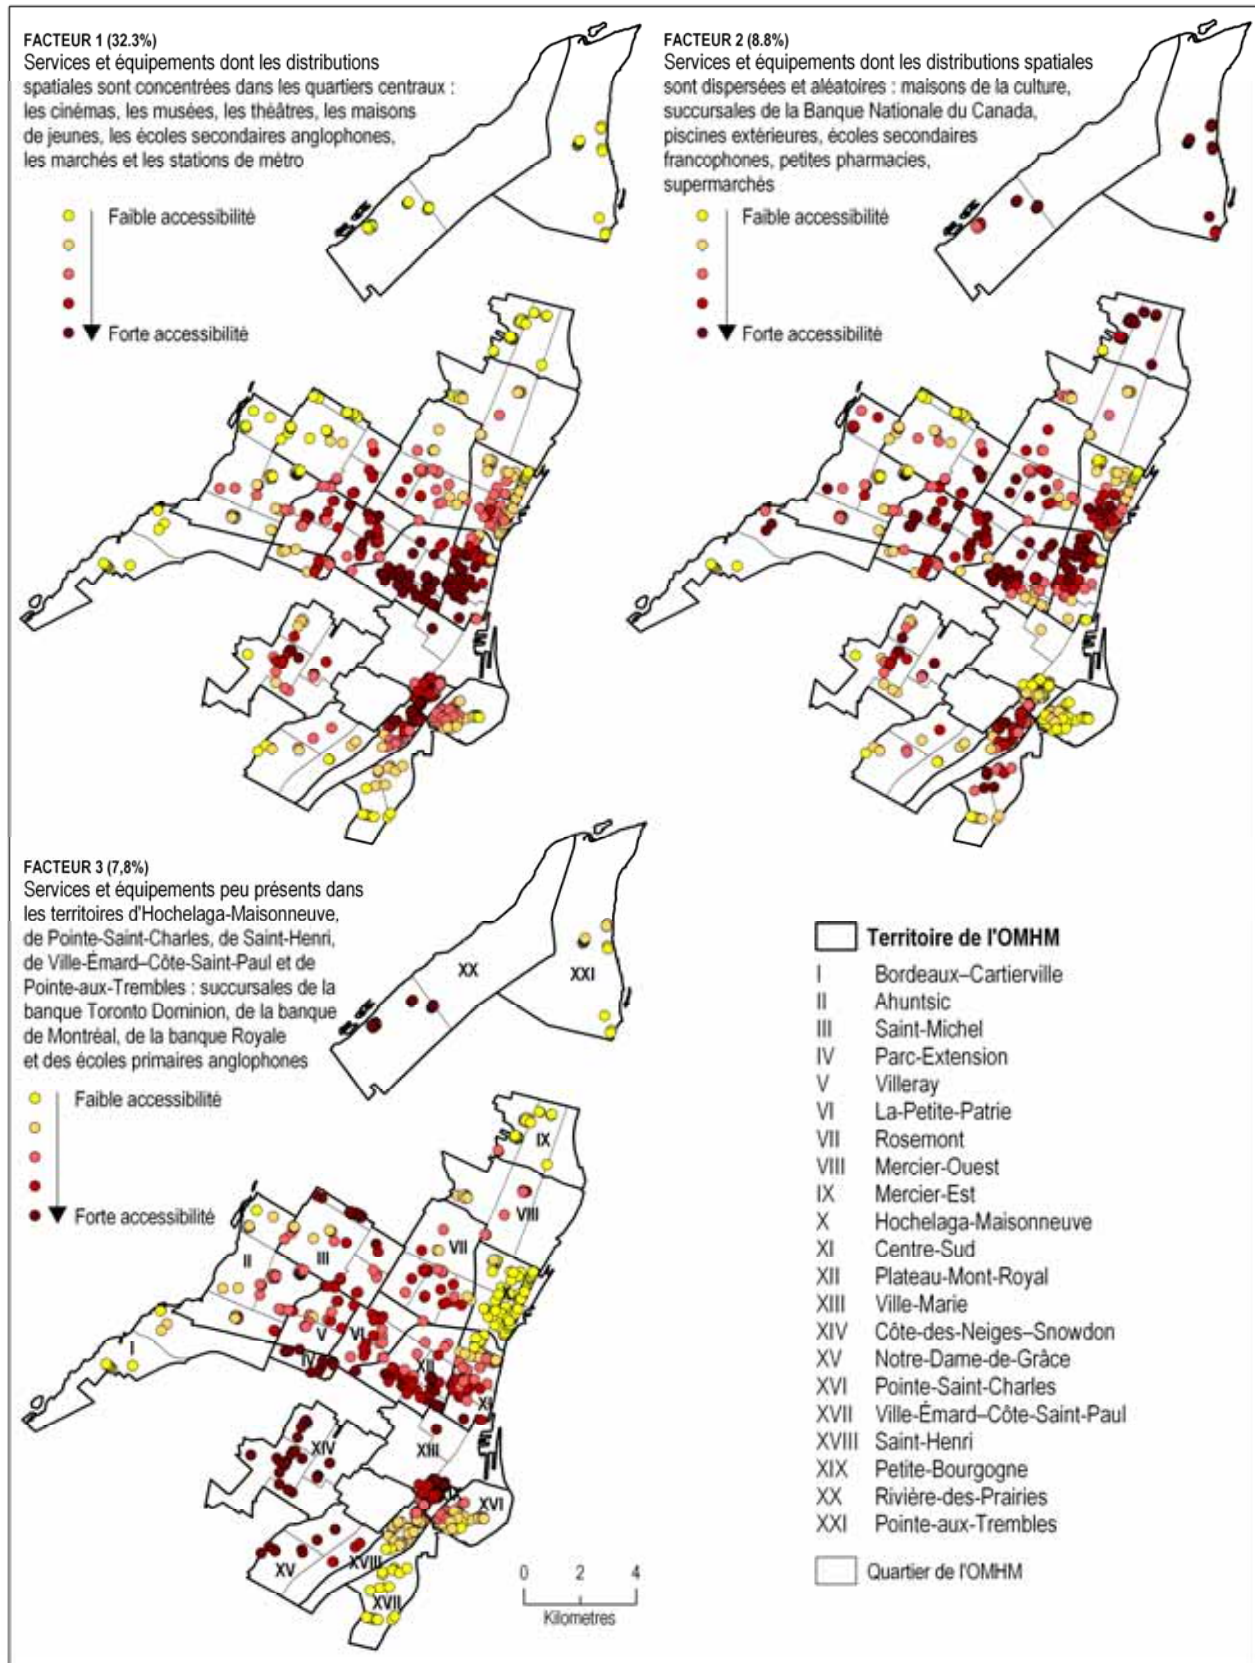 FACTEUR 1 (32.3%)
Services et équipements dont les distributions
spatiales sont concentrées dans les quartiers centraux :
les cinémas, les musées, les théâtres, les maisons
de jeunes, les écoles secondaires anglophones,
les marchés et les stations de métro
Faible accessibilité
Forte accessibilité
FACTEUR 2 (8.8%)
Services et équipements dont les distributions spatiales
sont dispersées et aléatoires : maisons de la culture,
succursales de la Banque Nationale du Canada,
piscines extérieures, écoles secondaires
francophones, petites pharmacies,
supermarchés
Faible accessibilité
Forte accessibilité
FACTEUR 3 (7,8%)
Services et équipements peu présents dans
les territoires d'Hochelaga-Maisonneuve,
de Pointe-Saint-Charles, de Saint-Henri,
de Ville-Émard–Côte-Saint-Paul et de
Pointe-aux-Trembles : succursales de la
banque Toronto Dominion, de la banque
de Montréal, de la banque Royale
et des écoles primaires anglophones
Faible accessibilité
Forte accessibilité
XX
XXI
IX
VIII
VII
III
II
V
VI
IV
I
XII
XI
XIV
XIII
XVI
XV
XVIII
XVII
0 2 4
Kilometres
Territoire de l'OMHM
I Bordeaux–Cartierville
II Ahuntsic
III Saint-Michel
IV Parc-Extension
V Villeray
VI La-Petite-Patrie
VII Rosemont
VIII Mercier-Ouest
IX Mercier-Est
X Hochelaga-Maisonneuve
XI Centre-Sud
XII Plateau-Mont-Royal
XIII Ville-Marie
XIV Côte-des-Neiges–Snowdon
XV Notre-Dame-de-Grâce
XVI Pointe-Saint-Charles
XVII Ville-Émard–Côte-Saint-Paul
XVIII Saint-Henri
XIX Petite-Bourgogne
XX Rivière-des-Prairies
XXI Pointe-aux-Trembles
Quartier de l'OMHM